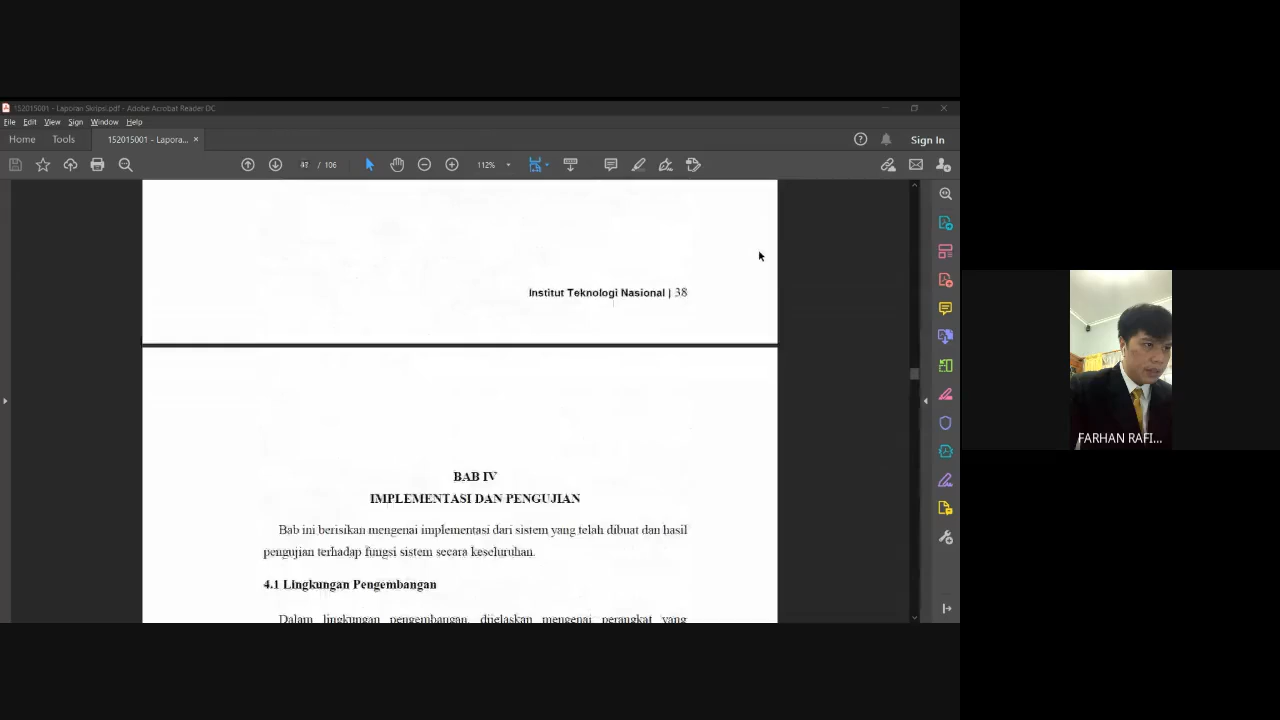 152015001 - Laporan Skripsi.pdf - Adobe Acrobat Reader DC
File Edit View Sign Window Help
Home Tools 152015001 - Lapora... × Sign In
47 / 106 112%
Institut Teknologi Nasional | 38
BAB IV
IMPLEMENTASI DAN PENGUJIAN
Bab ini berisikan mengenai implementasi dari sistem yang telah dibuat dan hasil
pengujian terhadap fungsi sistem secara keseluruhan.
4.1 Lingkungan Pengembangan
Dalam lingkungan pengembangan, dijelaskan mengenai perangkat yang
FARHAN RAFI...